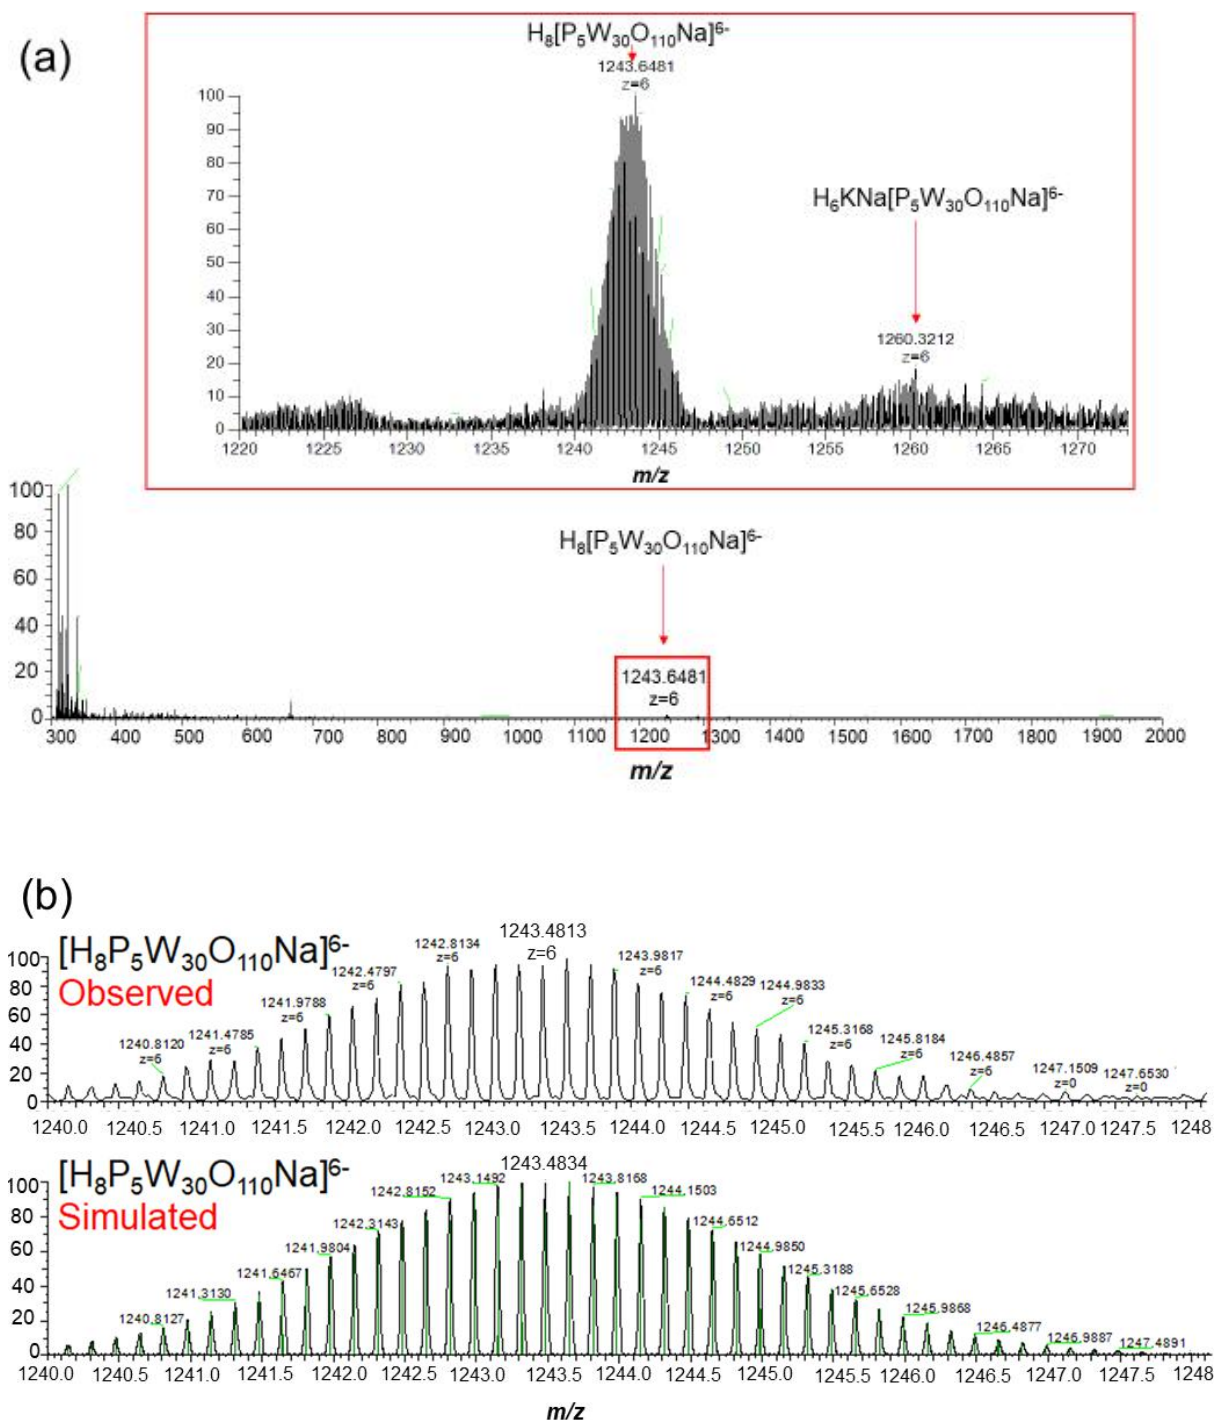 (a)
H₈[P₅W₃₀O₁₁₀Na]⁶⁻
1243.6481
z=6
100
90
80
70
60
50
40
30
20
10
0
H₆KNa[P₅W₃₀O₁₁₀Na]⁶⁻
1260.3212
z=6
1220 1225 1230 1235 1240 1245 1250 1255 1260 1265 1270
m/z
100
80
60
40
20
0
H₈[P₅W₃₀O₁₁₀Na]⁶⁻
1243.6481
z=6
300 400 500 600 700 800 900 1000 1100 1200 1300 1400 1500 1600 1700 1800 1900 2000
m/z
(b)
[H₈P₅W₃₀O₁₁₀Na]⁶⁻
Observed
100
80
60
40
20
0
1240.8120
z=6
1241.4785
z=6
1241.9788
z=6
1242.4797
z=6
1242.8134
z=6
1243.4813
z=6
1243.9817
z=6
1244.4829
z=6
1244.9833
z=6
1245.3168
z=6
1245.8184
z=6
1246.4857
z=6
1247.1509
z=0
1247.6530
z=0
1240.0 1240.5 1241.0 1241.5 1242.0 1242.5 1243.0 1243.5 1244.0 1244.5 1245.0 1245.5 1246.0 1246.5 1247.0 1247.5 1248
[H₈P₅W₃₀O₁₁₀Na]⁶⁻
Simulated
100
80
60
40
20
0
1240.8127
1241.3130
1241.6467
1241.9804
1242.3143
1242.8152
1243.1492
1243.4834
1243.8168
1244.1503
1244.6512
1244.9850
1245.3188
1245.6528
1245.9868
1246.4877
1246.9887
1247.4891
1240.0 1240.5 1241.0 1241.5 1242.0 1242.5 1243.0 1243.5 1244.0 1244.5 1245.0 1245.5 1246.0 1246.5 1247.0 1247.5 1248
m/z